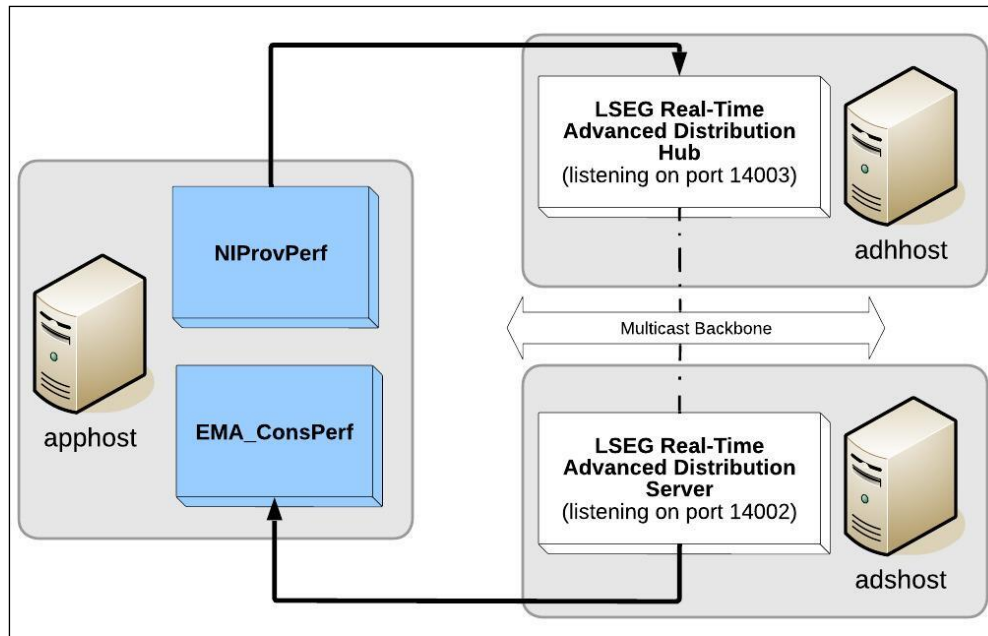 LSEG Real-Time
Advanced Distribution
Hub
(listening on port 14003)
adhhost
NIProvPerf
apphost
EMA_ConsPerf
Multicast Backbone
LSEG Real-Time
Advanced Distribution
Server
(listening on port 14002)
adshost